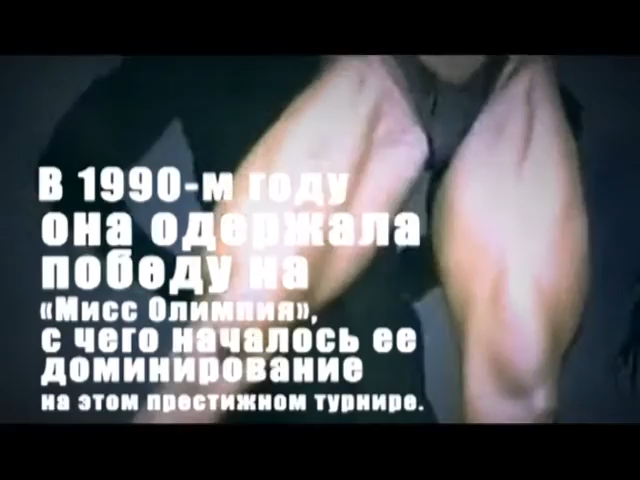 В 1990-м году
она одержала
победу на
«Мисс Олимпия»,
с чего началось ее
доминирование
на этом престижном турнире.